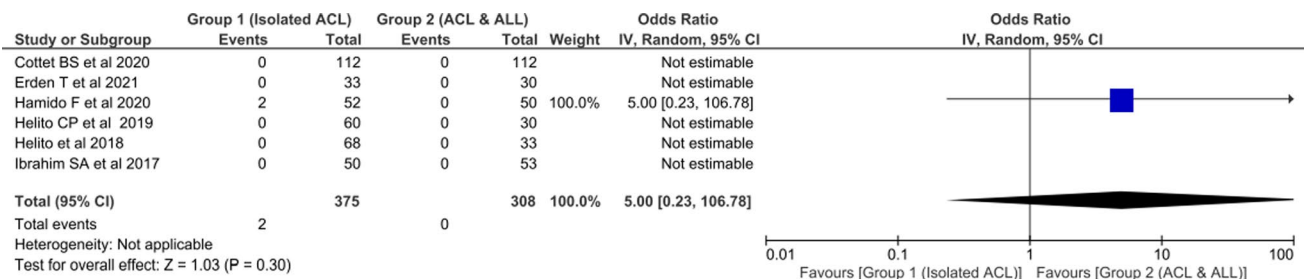 Group 1 (Isolated ACL) Group 2 (ACL & ALL) Odds Ratio Odds Ratio
Study or Subgroup Events Total Events Total Weight IV, Random, 95% CI IV, Random, 95% CI
Cottet BS et al 2020 0 112 0 112 Not estimable
Erden T et al 2021 0 33 0 30 Not estimable
Hamido F et al 2020 2 52 0 50 100.0% 5.00 [0.23, 106.78]
Helito CP et al 2019 0 60 0 30 Not estimable
Helito et al 2018 0 68 0 33 Not estimable
Ibrahim SA et al 2017 0 50 0 53 Not estimable
Total (95% CI) 375 308 100.0% 5.00 [0.23, 106.78]
Total events 2 0
Heterogeneity: Not applicable
Test for overall effect: Z = 1.03 (P = 0.30)
0.01 0.1 1 10 100
Favours [Group 1 (Isolated ACL)] Favours [Group 2 (ACL & ALL)]